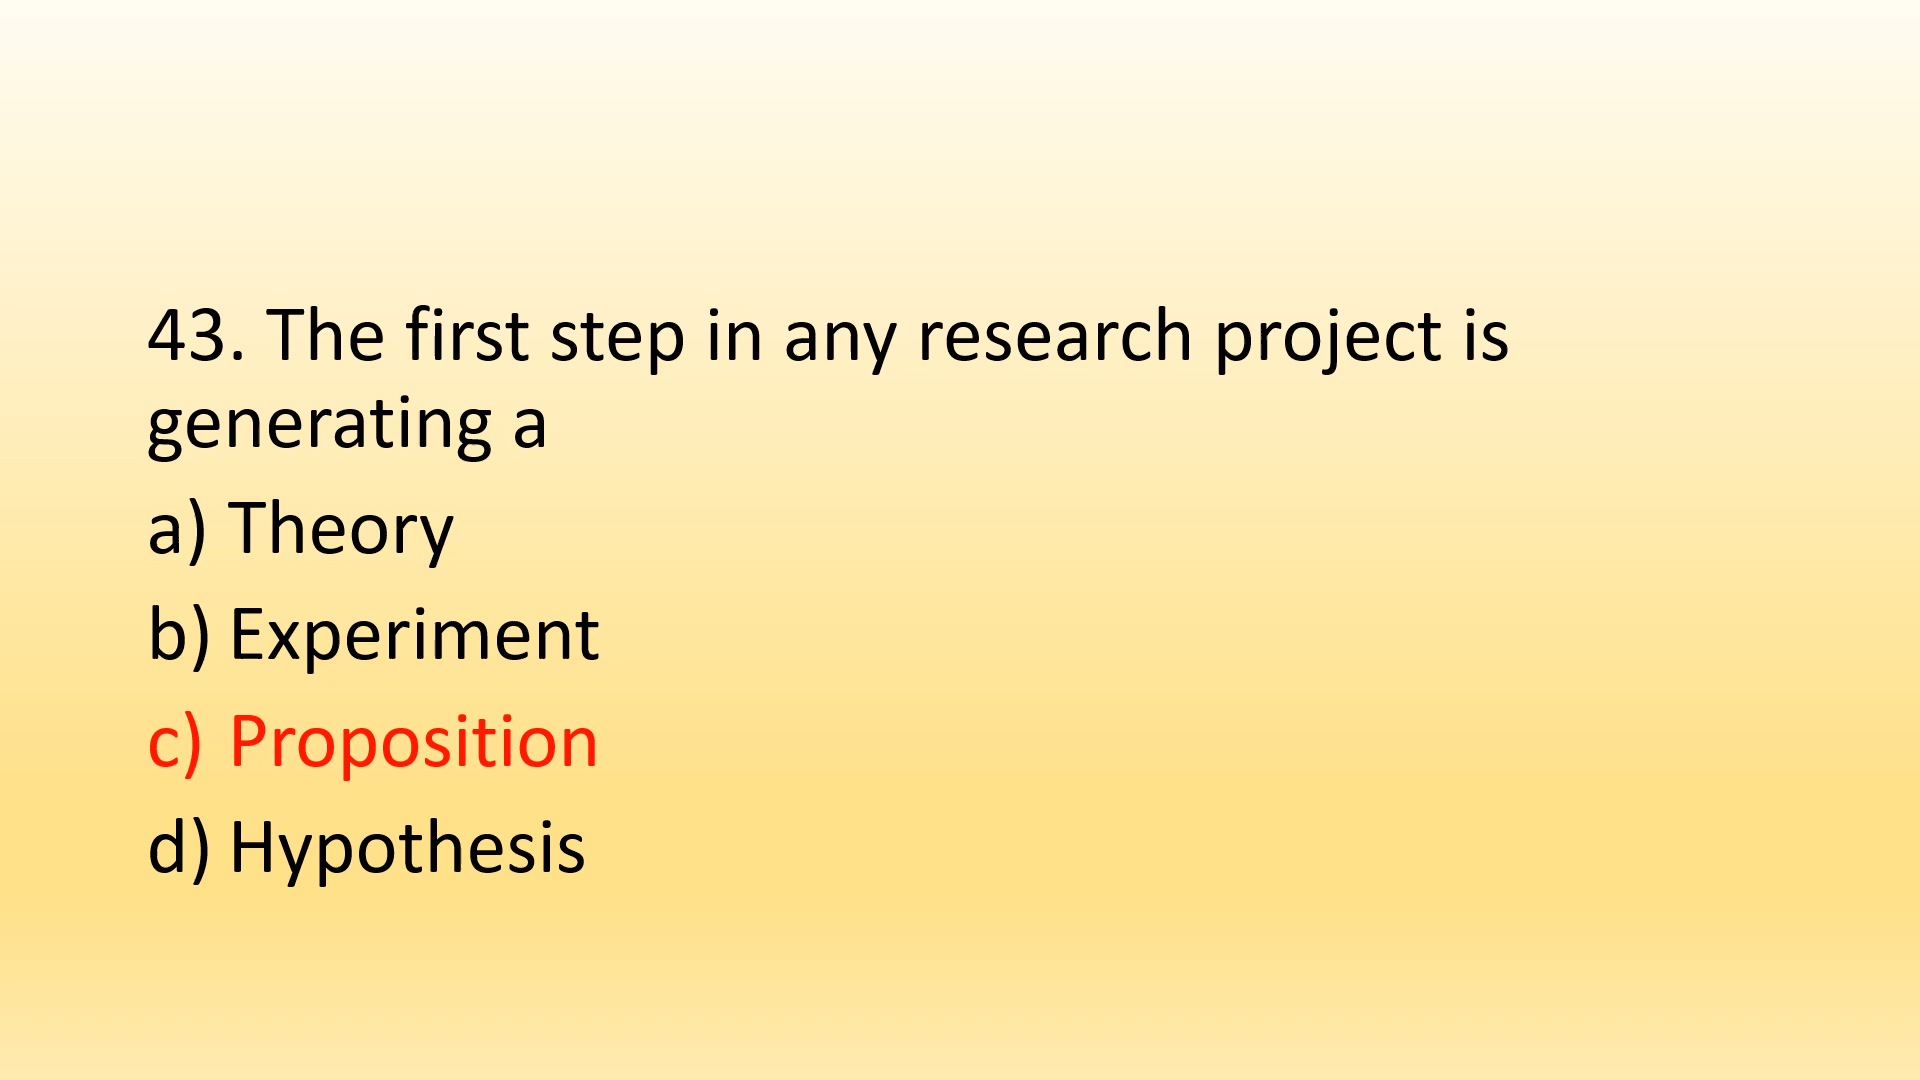 43. The first step in any research project is
generating a
a) Theory
b) Experiment
c) Proposition
d) Hypothesis